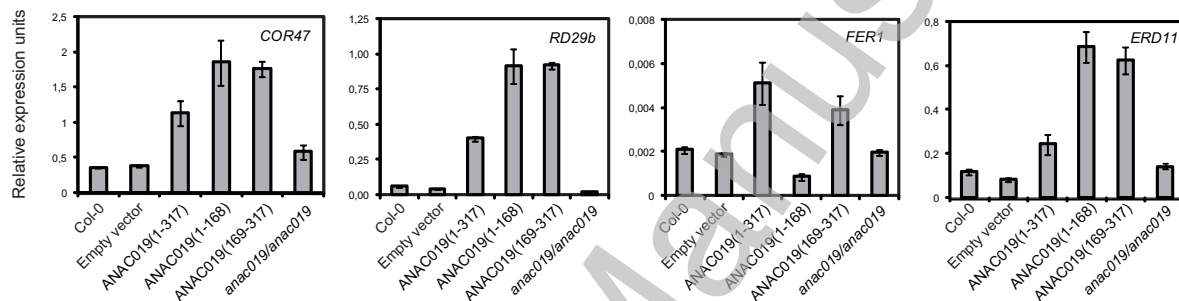 Relative expression units
COR47
2,5
2
1,5
1
0,5
0
Col-0
Empty vector
ANAC019(1-317)
ANAC019(1-168)
ANAC019(169-317)
anac019/anac019
RD29b
1,25
1,00
0,75
0,50
0,25
0,00
Col-0
Empty vector
ANAC019(1-317)
ANAC019(1-168)
ANAC019(169-317)
anac019/anac019
FER1
0,008
0,006
0,004
0,002
0
Col-0
Empty vector
ANAC019(1-317)
ANAC019(1-168)
ANAC019(169-317)
anac019/anac019
ERD11
0,8
0,6
0,4
0,2
0
Col-0
Empty vector
ANAC019(1-317)
ANAC019(1-168)
ANAC019(169-317)
anac019/anac019
Manus